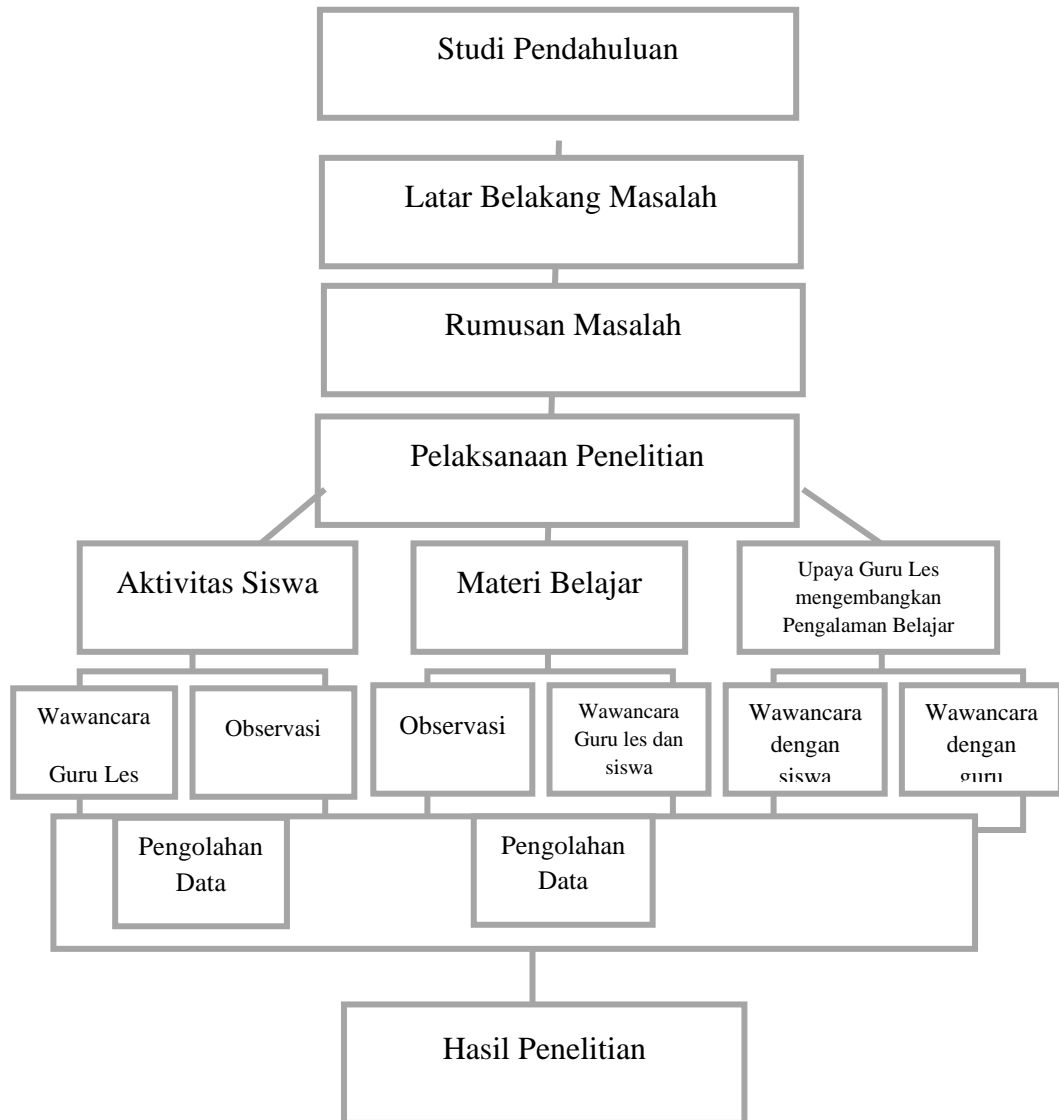 Studi Pendahuluan
Latar Belakang Masalah
Rumusan Masalah
Pelaksanaan Penelitian
Aktivitas Siswa
Materi Belajar
Upaya Guru Les
mengembangkan
Pengalaman Belajar
Wawancara
Guru Les
Observasi
Observasi
Wawancara
Guru les dan
siswa
Wawancara
dengan
siswa
Wawancara
dengan
guru
Pengolahan
Data
Pengolahan
Data
Hasil Penelitian